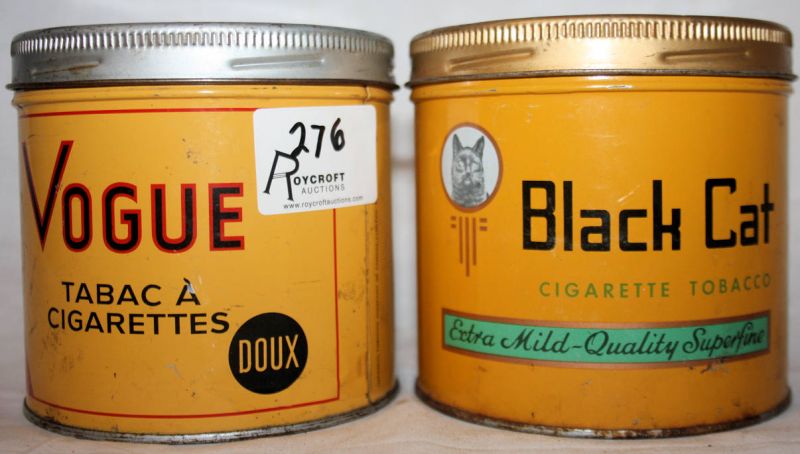 VOGUE
TABAC À
CIGARETTES
DOUX
276
ROYCROFT
AUCTIONS
www.roycroftauctions.com
Black Cat
CIGARETTE TOBACCO
Extra Mild-Quality Superfine